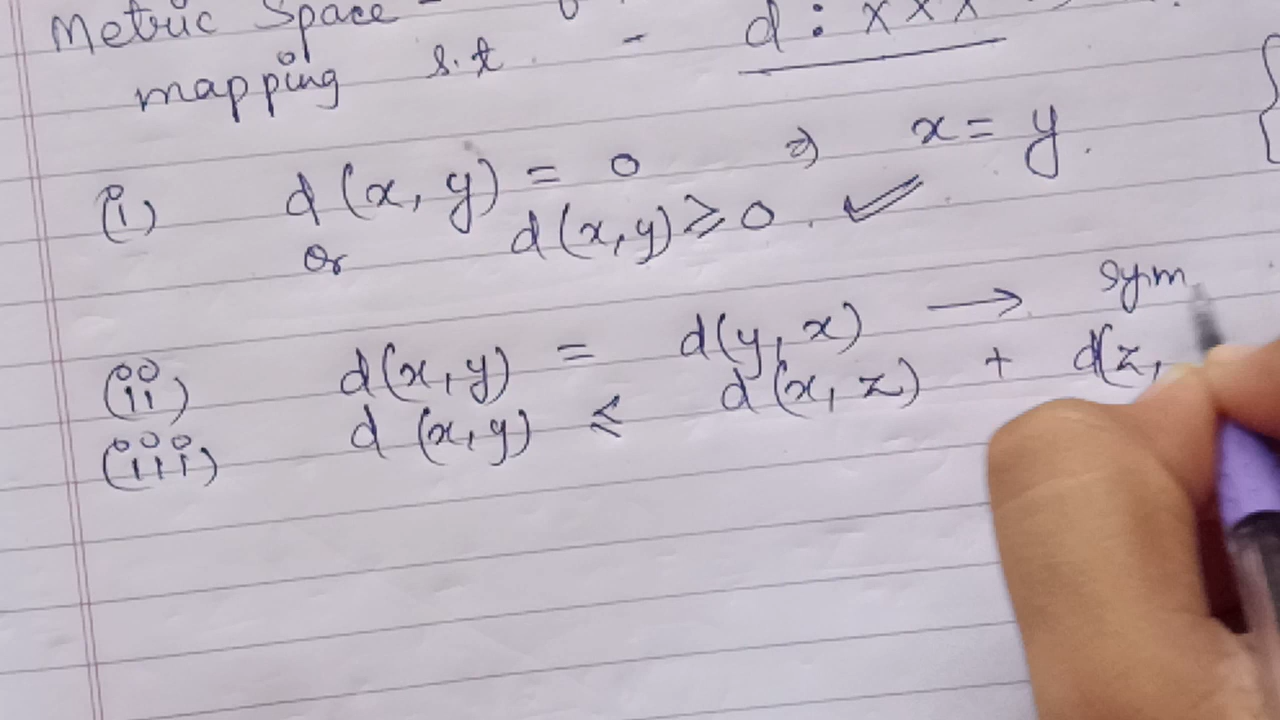 Metric Space -
mapping s.t. - d : X x X
(i) d(x, y) = 0 ⇒ x = y.
or d(x,y) ≥ 0. ✓
(ii) d(x,y) = d(y,x) → sym
(iii) d(x,y) ≤ d(x,z) + d(z,